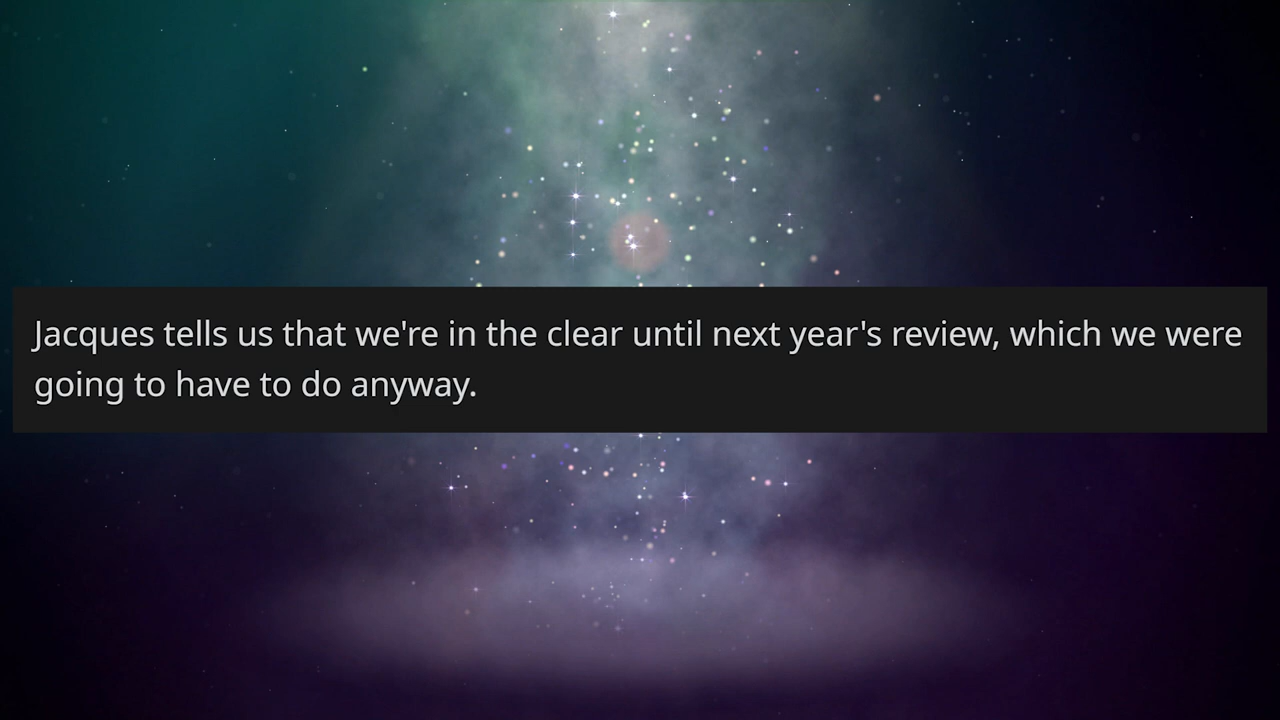 Jacques tells us that we're in the clear until next year's review, which we were
going to have to do anyway.